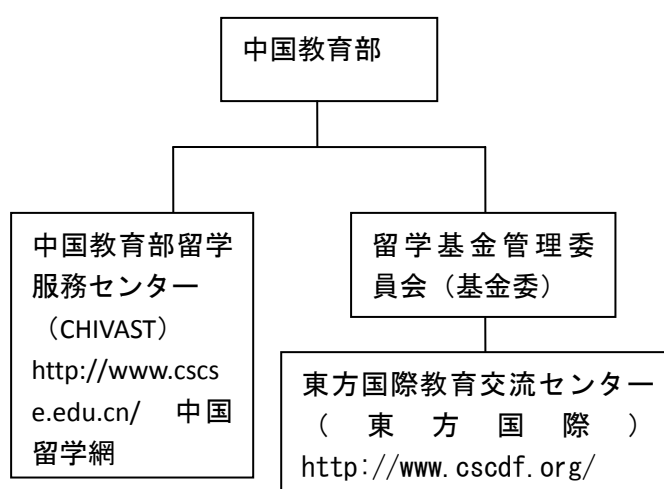 中国教育部
中国教育部留学
服務センター
（CHIVAST）
http://www.cscs
e.edu.cn/ 中国
留学網
留学基金管理委
員会（基金委）
東方国際教育交流センター
（東方国際）
http://www.cscdf.org/